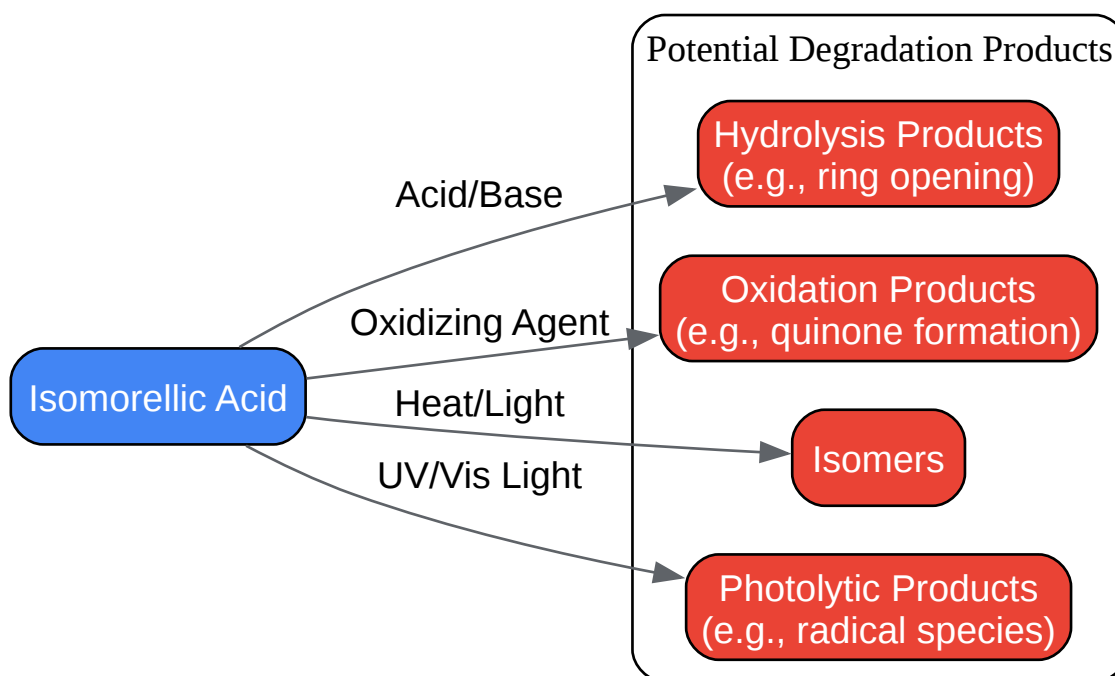 Potential Degradation Products
Hydrolysis Products
(e.g., ring opening)
Acid/Base
Oxidation Products
(e.g., quinone formation)
Oxidizing Agent
Isomorellic Acid
Heat/Light
Isomers
UV/Vis Light
Photolytic Products
(e.g., radical species)